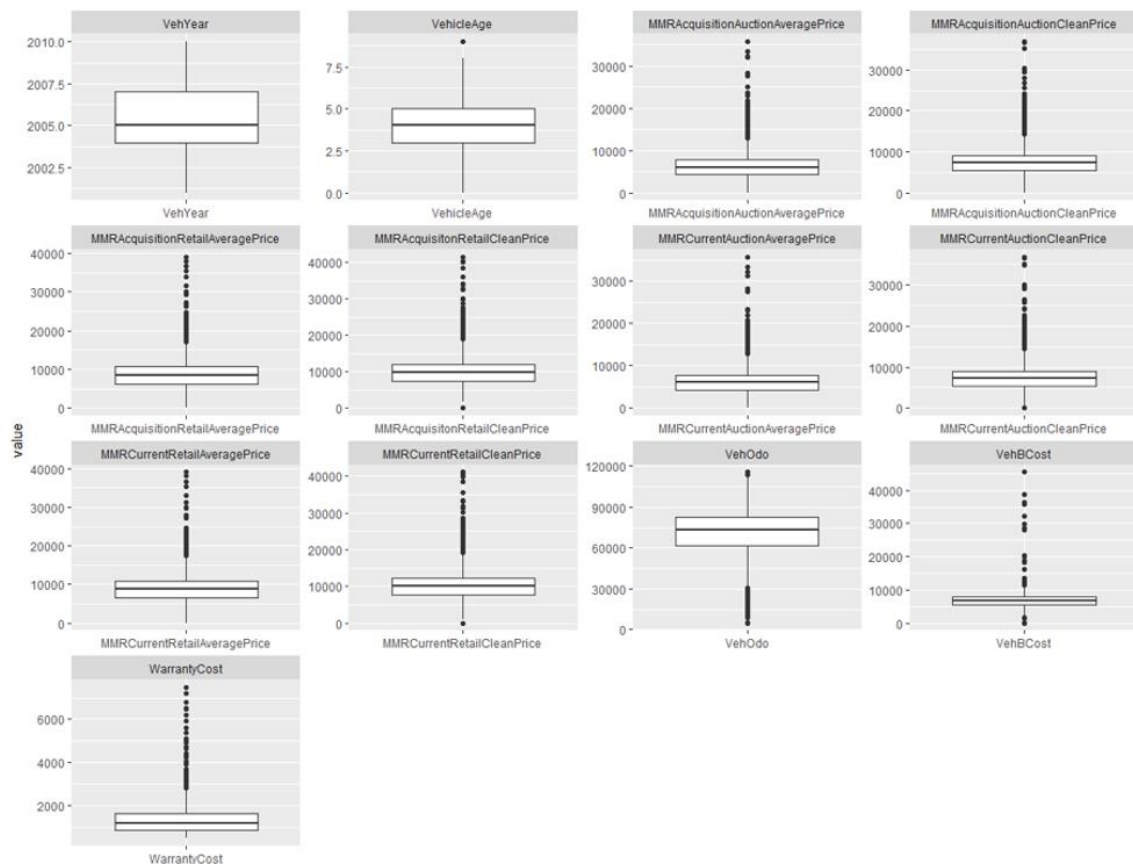 VehYear
2010.0
2007.5
2005.0
2002.5
VehYear
VehicleAge
7.5
5.0
2.5
0.0
VehicleAge
MMRAcquisitionAuctionAveragePrice
30000
20000
10000
0
MMRAcquisitionAuctionAveragePrice
MMRAcquisitionAuctionCleanPrice
30000
20000
10000
0
MMRAcquisitionAuctionCleanPrice
value
MMRAcquisitionRetailAveragePrice
40000
30000
20000
10000
0
MMRAcquisitionRetailAveragePrice
MMRAcquisitonRetailCleanPrice
40000
30000
20000
10000
0
MMRAcquisitonRetailCleanPrice
MMRCurrentAuctionAveragePrice
30000
20000
10000
0
MMRCurrentAuctionAveragePrice
MMRCurrentAuctionCleanPrice
30000
20000
10000
0
MMRCurrentAuctionCleanPrice
MMRCurrentRetailAveragePrice
40000
30000
20000
10000
0
MMRCurrentRetailAveragePrice
MMRCurrentRetailCleanPrice
40000
30000
20000
10000
0
MMRCurrentRetailCleanPrice
VehOdo
120000
90000
60000
30000
0
VehOdo
VehBCost
40000
30000
20000
10000
0
VehBCost
WarrantyCost
6000
4000
2000
WarrantyCost